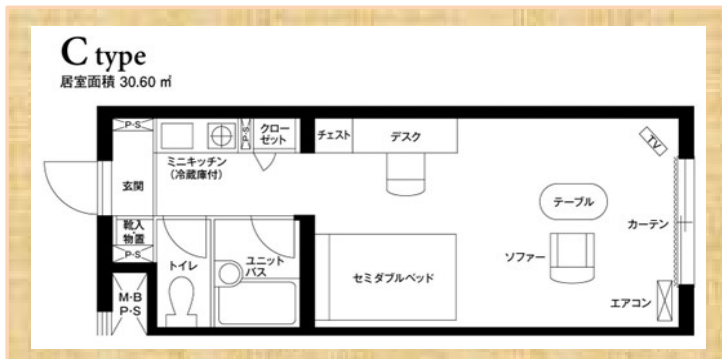 C type
居室面積 30.60 ㎡
P・S
P・S
クロー
ゼット
チェスト
デスク
TV
ミニキッチン
(冷蔵庫付)
玄関
テーブル
カーテン
靴入
・
物置
P・S
トイレ
ユニット
バス
セミダブルベッド
ソファー
エアコン
M・B
P・S